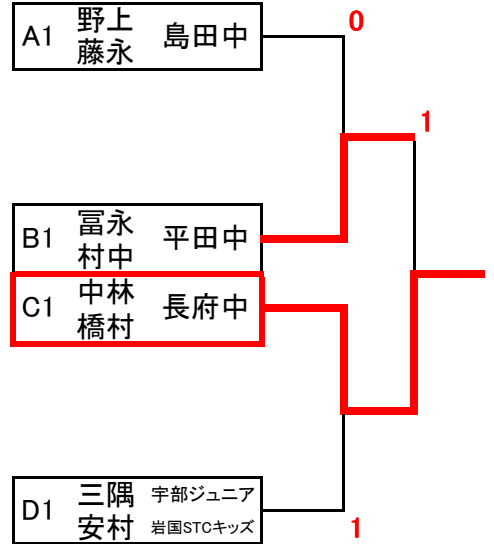 0
A1 野上 島田中
藤永
1
B1 冨永 平田中
村中
C1 中林 長府中
橋村
D1 三隅 宇部ジュニア
安村 岩国STCキッズ
1